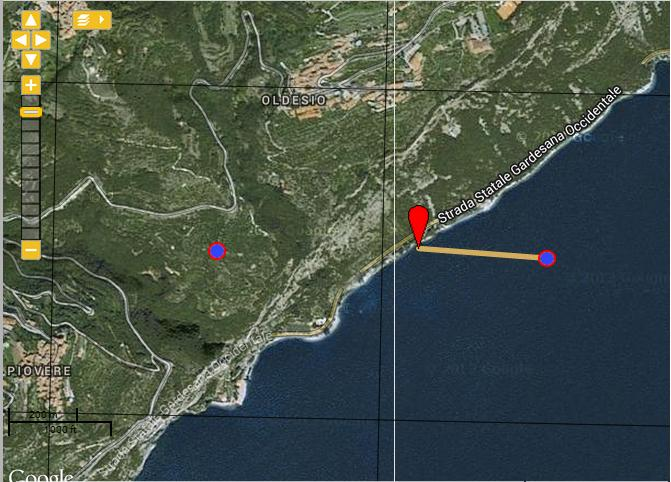 OLDESIO
Strada Statale Gardesana Occidentale
PIOVERE
200 m
1000 ft
Google